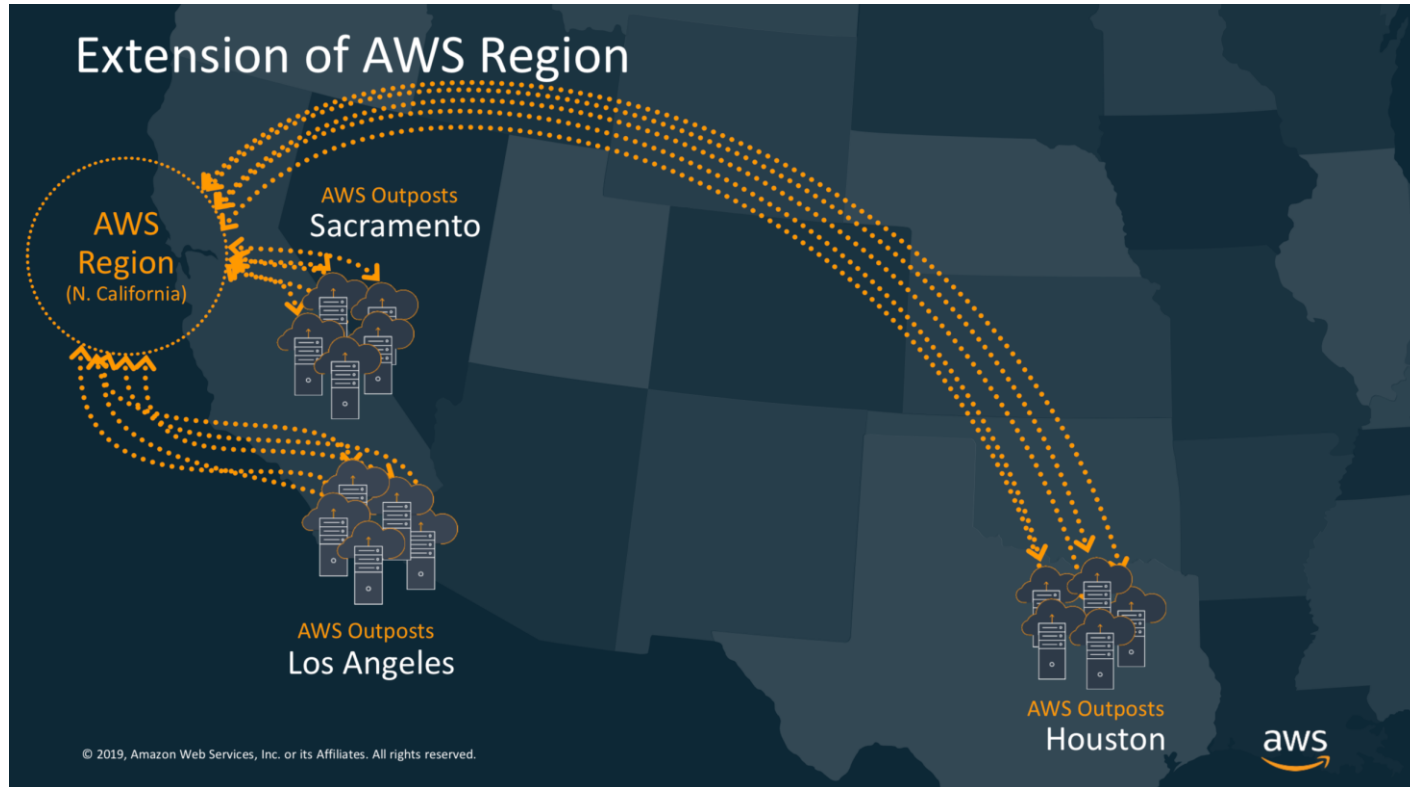 Extension of AWS Region
AWS Outposts
Sacramento
AWS
Region
(N. California)
AWS Outposts
Los Angeles
AWS Outposts
Houston
© 2019, Amazon Web Services, Inc. or its Affiliates. All rights reserved.
aws